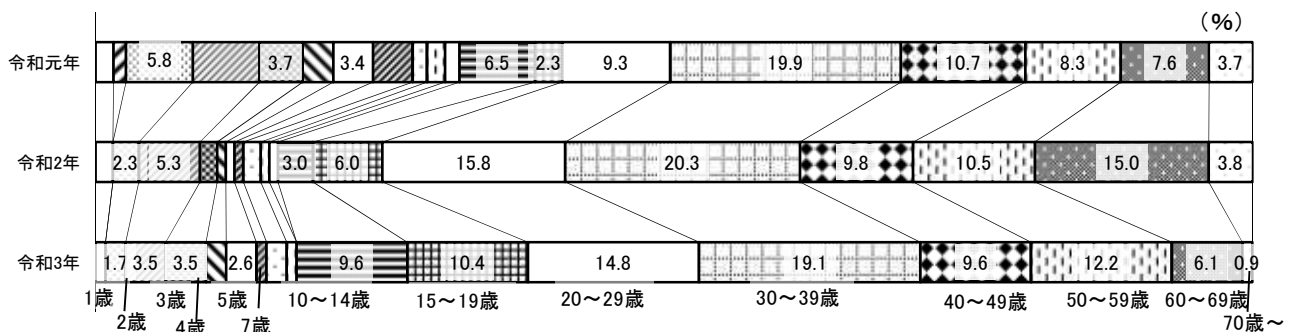 (%)
令和元年 5.8 3.7 3.4 6.5 2.3 9.3 19.9 10.7 8.3 7.6 3.7
令和2年 2.3 5.3 3.0 6.0 15.8 20.3 9.8 10.5 15.0 3.8
令和3年 1.7 3.5 3.5 2.6 9.6 10.4 14.8 19.1 9.6 12.2 6.1 0.9
1歳 3歳 5歳 10～14歳 15～19歳 20～29歳 30～39歳 40～49歳 50～59歳 60～69歳
2歳 4歳 7歳 70歳～